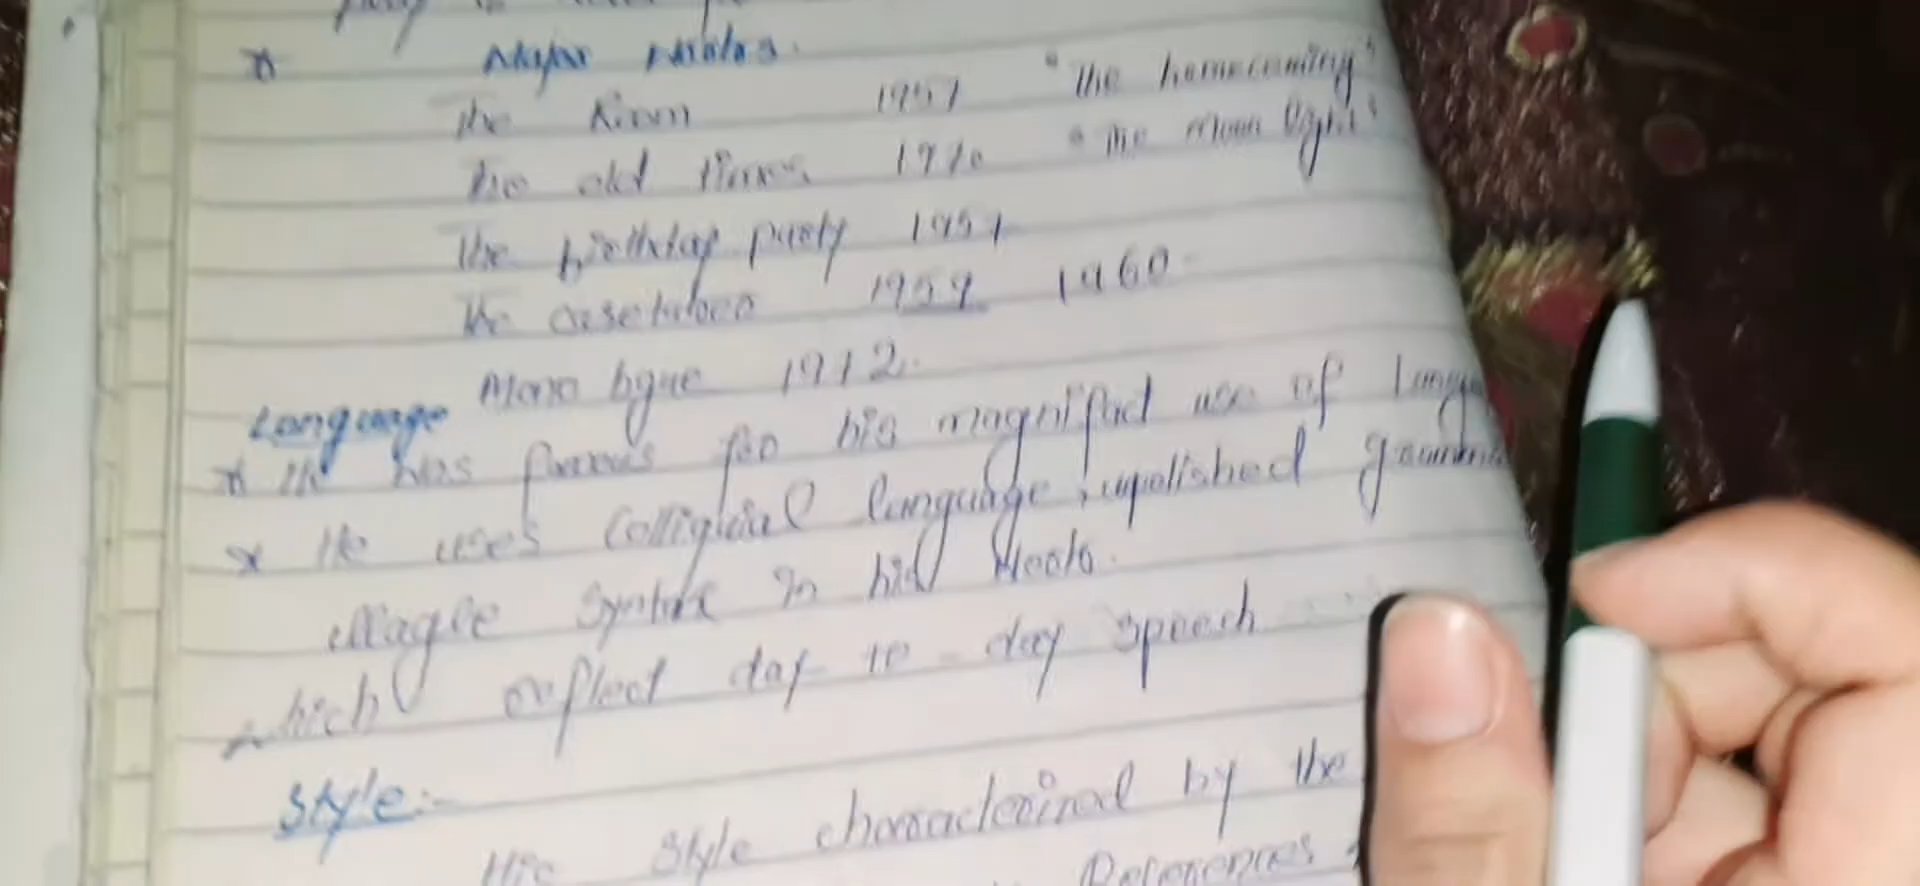 Major Works.
The Room 1957 "The homecoming"
The old times 1970 "The Moon light"
The birthday party 1957
The caretaker 1959 1960
Mono logue 1972.
Language
* He has famous for his magnifict use of
* He uses colliquial language, unpolished
syntax in his Works.
which reflect day to day speech
Style:-
His style characterized by the
References